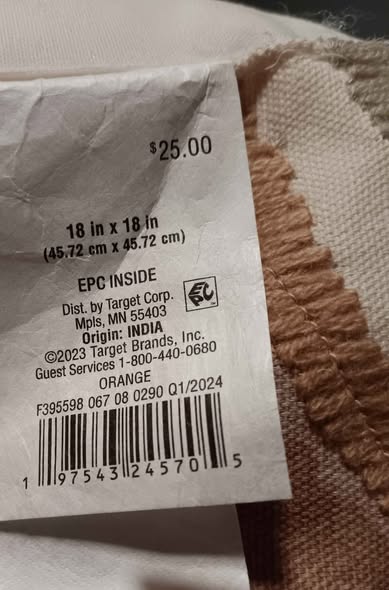 $25.00
18 in x 18 in
(45.72 cm x 45.72 cm)
EPC INSIDE
EPC
Dist. by Target Corp.
Mpls, MN 55403
Origin: INDIA
©2023 Target Brands, Inc.
Guest Services 1-800-440-0680
ORANGE
F395598 067 08 0290 Q1/2024
1 97543 24570 5